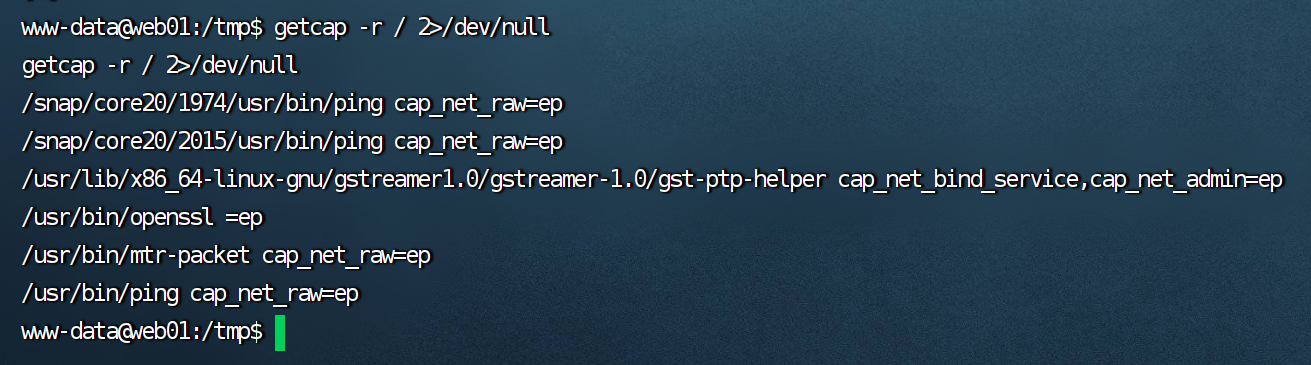 www-data@web01:/tmp$ getcap -r / 2>/dev/null
getcap -r / 2>/dev/null
/snap/core20/1974/usr/bin/ping cap_net_raw=ep
/snap/core20/2015/usr/bin/ping cap_net_raw=ep
/usr/lib/x86_64-linux-gnu/gstreamer1.0/gstreamer-1.0/gst-ptp-helper cap_net_bind_service,cap_net_admin=ep
/usr/bin/openssl =ep
/usr/bin/mtr-packet cap_net_raw=ep
/usr/bin/ping cap_net_raw=ep
www-data@web01:/tmp$